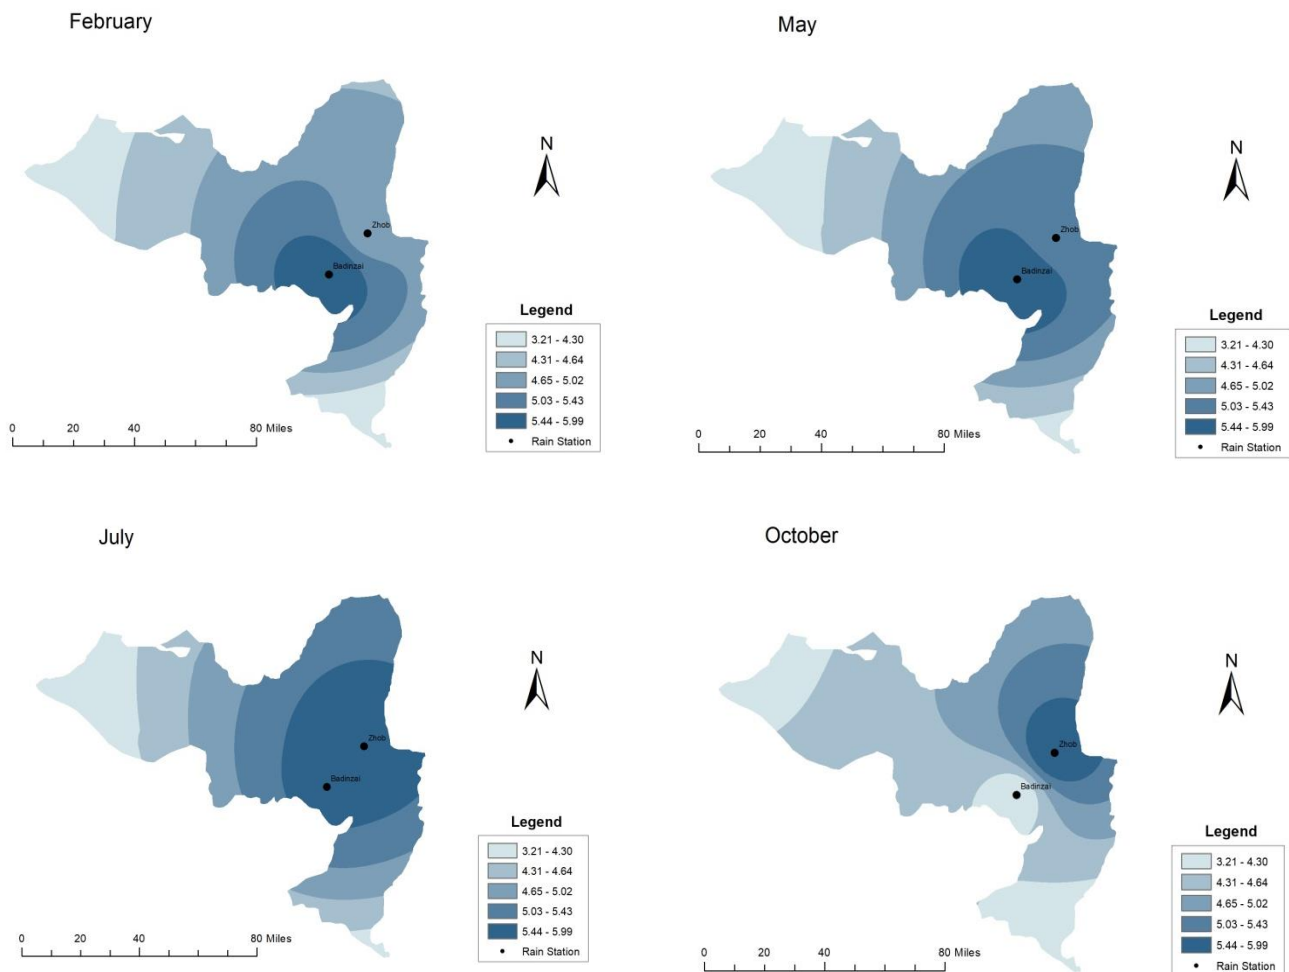 February
N
Zhob
Badinzai
Legend
3.21 - 4.30
4.31 - 4.64
4.65 - 5.02
5.03 - 5.43
5.44 - 5.99
Rain Station
0 20 40 80 Miles
May
N
Zhob
Badinzai
Legend
3.21 - 4.30
4.31 - 4.64
4.65 - 5.02
5.03 - 5.43
5.44 - 5.99
Rain Station
0 20 40 80 Miles
July
N
Zhob
Badinzai
Legend
3.21 - 4.30
4.31 - 4.64
4.65 - 5.02
5.03 - 5.43
5.44 - 5.99
Rain Station
0 20 40 80 Miles
October
N
Zhob
Badinzai
Legend
3.21 - 4.30
4.31 - 4.64
4.65 - 5.02
5.03 - 5.43
5.44 - 5.99
Rain Station
0 20 40 80 Miles